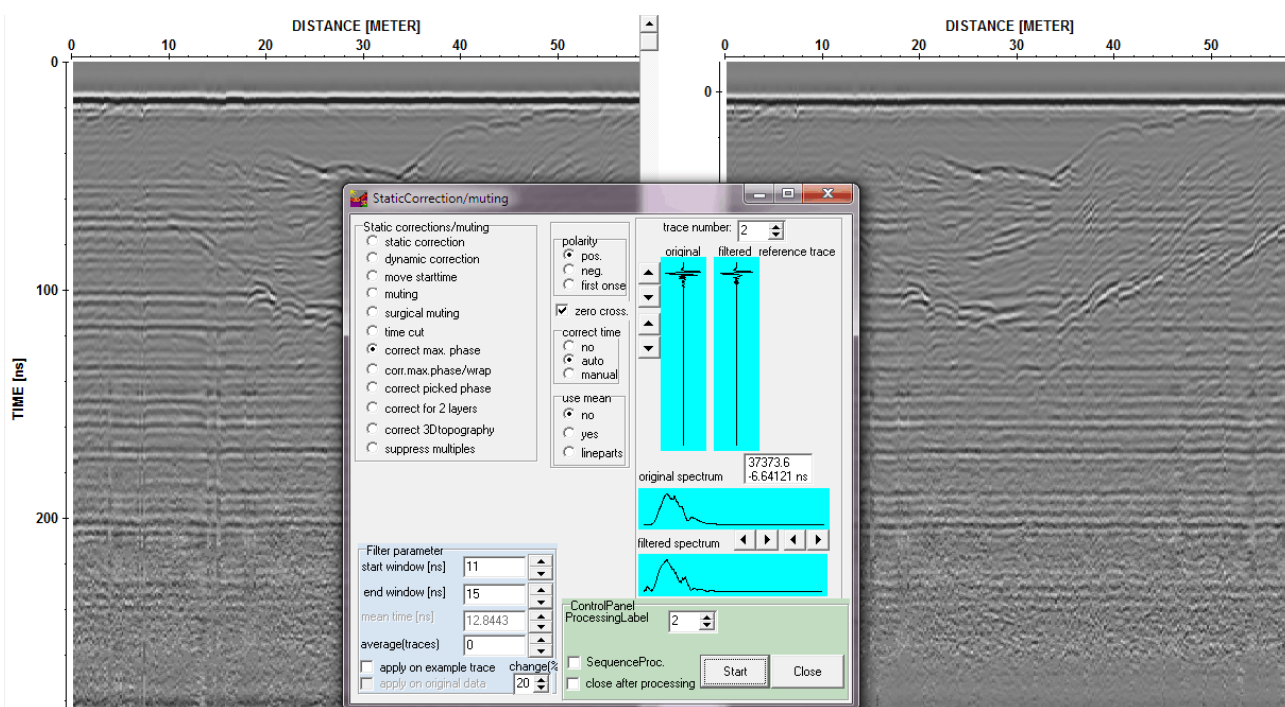 DISTANCE [METER]
0 10 20 30 40 50
DISTANCE [METER]
0 10 20 30 40 50
0
100
200
TIME [ns]
0
StaticCorrection/muting
Static corrections/muting
static correction
dynamic correction
move starttime
muting
surgical muting
time cut
correct max. phase
corr.max.phase/wrap
correct picked phase
correct for 2 layers
correct 3Dtopography
suppress multiples
polarity
pos.
neg.
first onse
zero cross.
correct time
no
auto
manual
use mean
no
yes
lineparts
trace number: 2
original filtered reference trace
37373.6
-6.64121 ns
original spectrum
filtered spectrum
Filter parameter
start window [ns] 11
end window [ns] 15
mean time [ns] 12.8443
average(traces) 0
apply on example trace change(%
apply on original data 20
ControlPanel
ProcessingLabel 2
SequenceProc.
close after processing
Start
Close